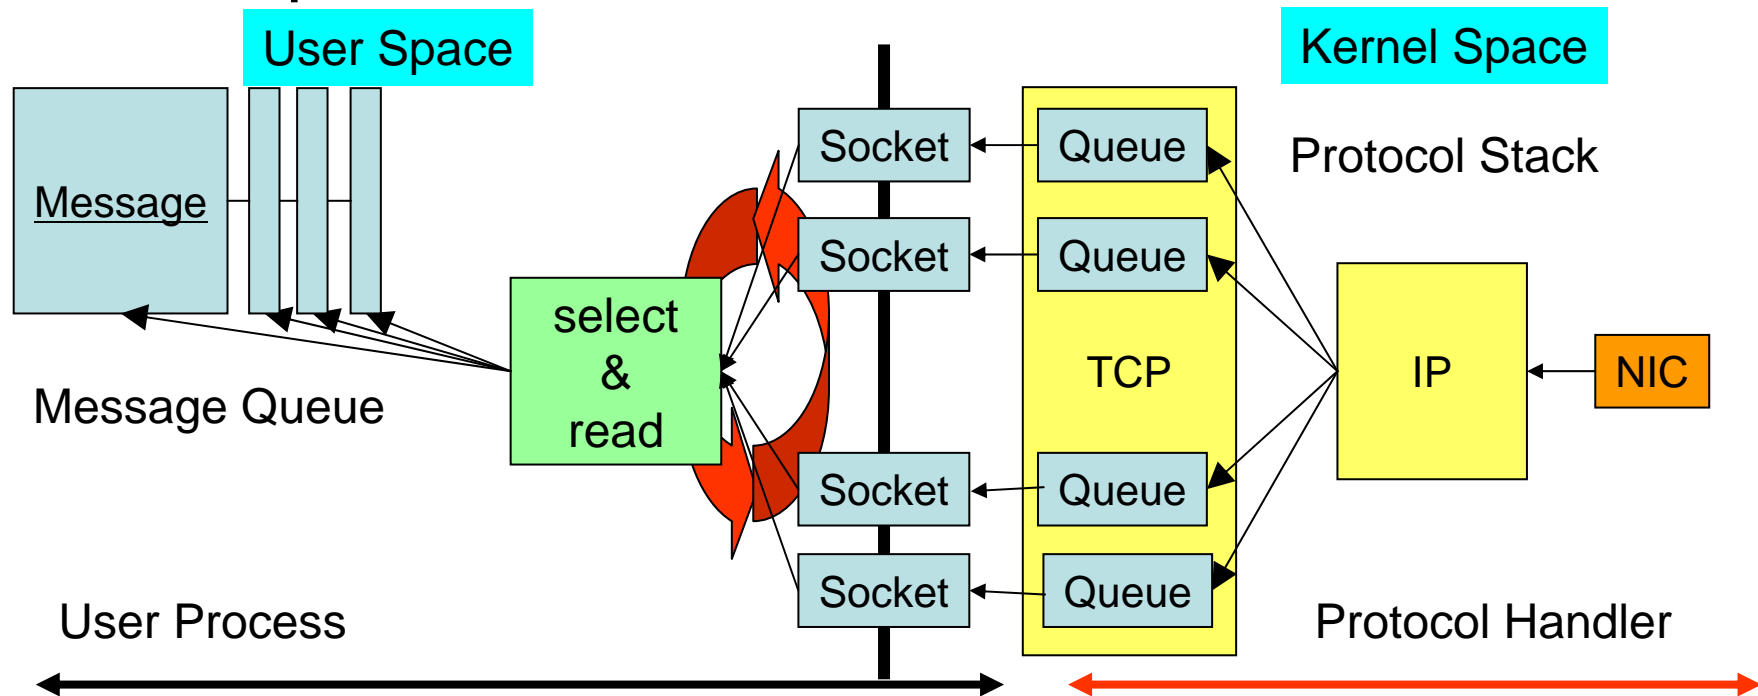 User Space
Kernel Space
Message
Socket
Queue
Protocol Stack
Socket
Queue
select
&
read
TCP
IP
NIC
Message Queue
Socket
Queue
Socket
Queue
User Process
Protocol Handler